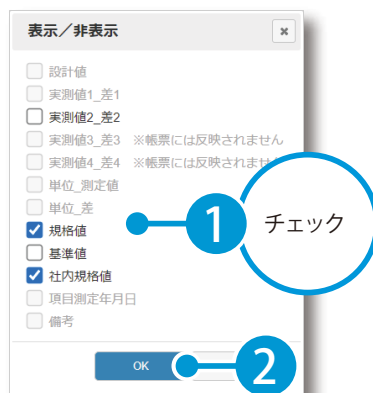 表示／非表示
×
設計値
実測値1_差1
実測値2_差2
実測値3_差3 ※帳票には反映されません
実測値4_差4 ※帳票には反映されません
単位_測定値
単位_差
規格値
基準値
社内規格値
項目測定年月日
備考
1
チェック
OK
2